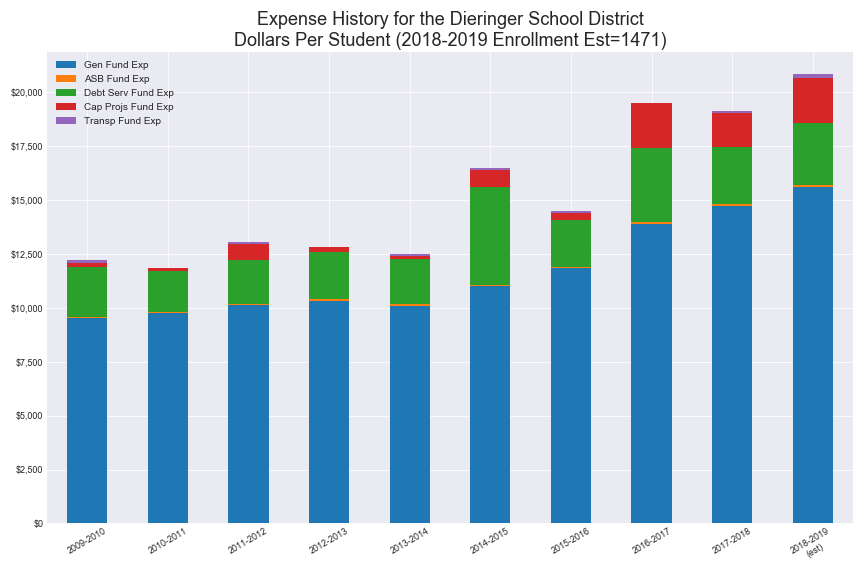 Expense History for the Dieringer School District
Dollars Per Student (2018-2019 Enrollment Est=1471)
Gen Fund Exp
ASB Fund Exp
Debt Serv Fund Exp
Cap Projs Fund Exp
Transp Fund Exp
$20,000
$17,500
$15,000
$12,500
$10,000
$7,500
$5,000
$2,500
$0
2009-2010
2010-2011
2011-2012
2012-2013
2013-2014
2014-2015
2015-2016
2016-2017
2017-2018
2018-2019
(est)